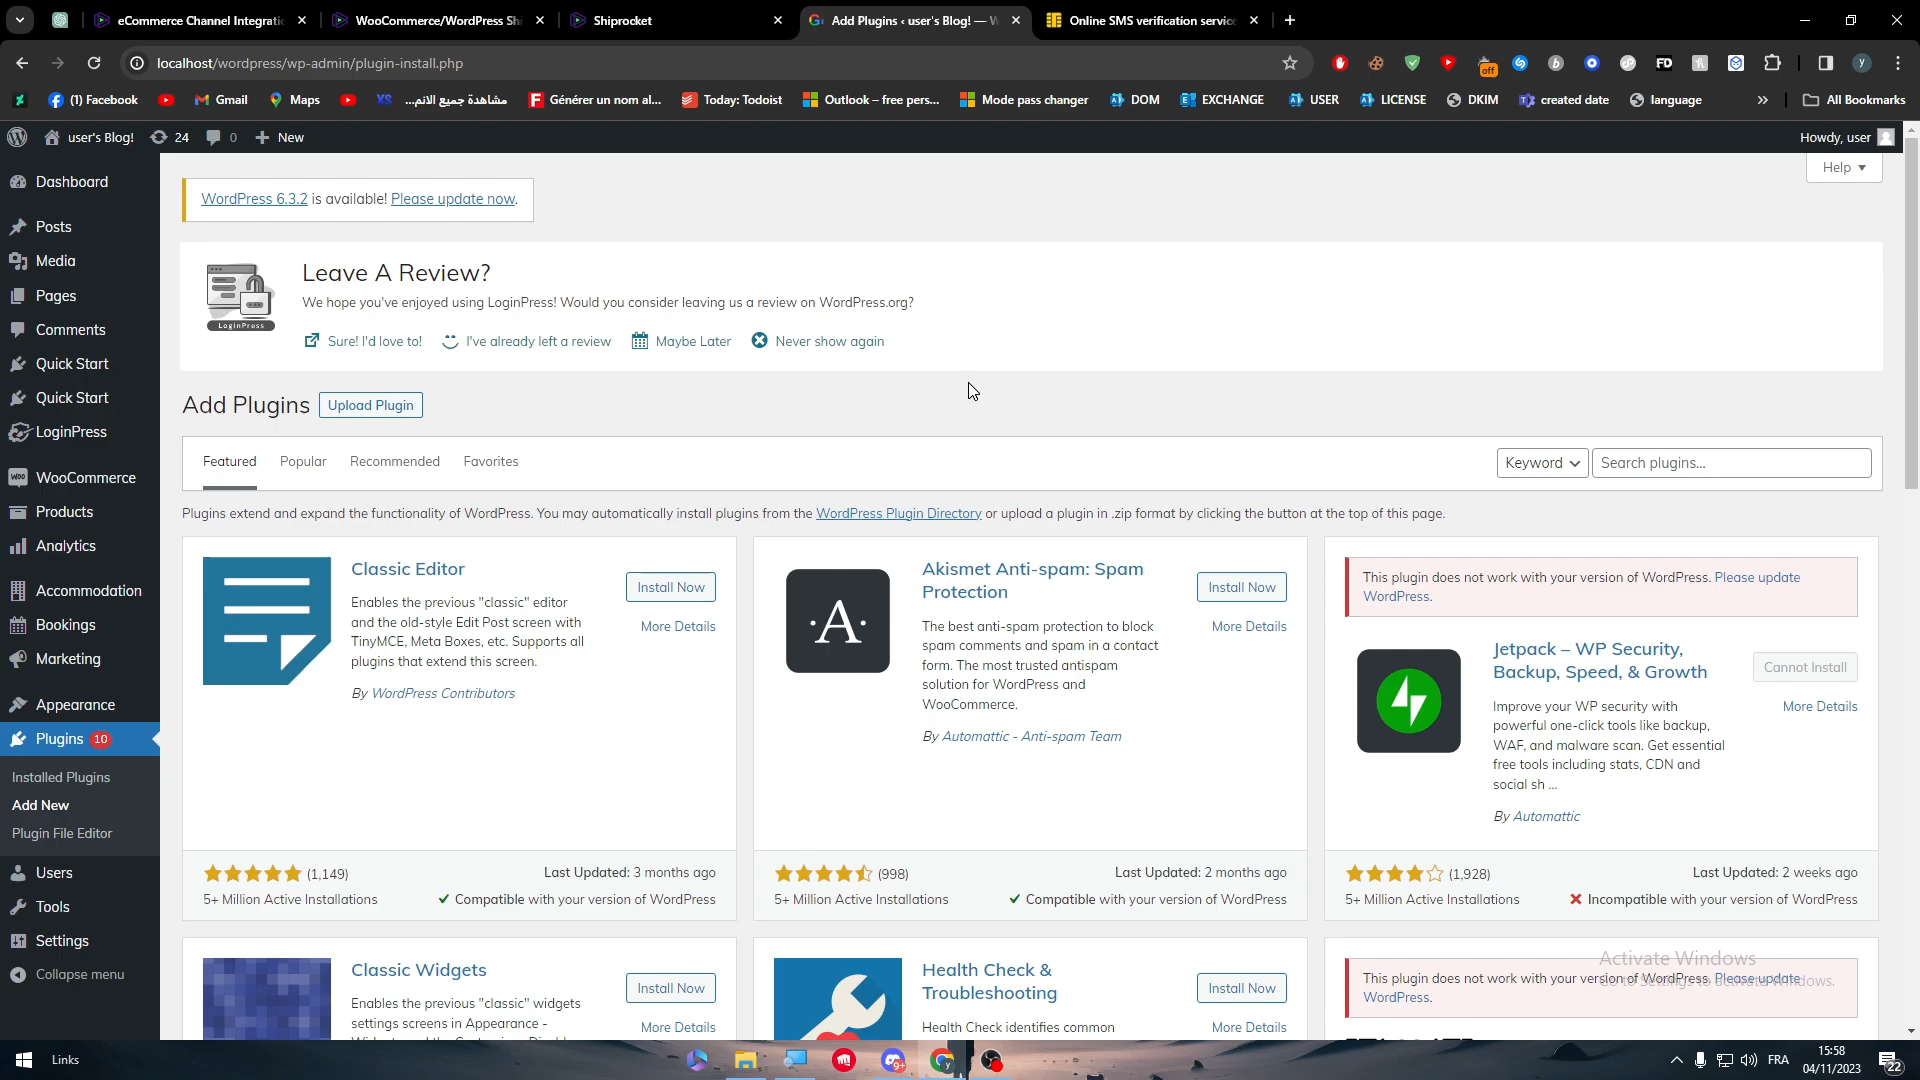 eCommerce Channel Integratio
WooCommerce/WordPress Shi
Shiprocket
Add Plugins ‹ user's Blog! — W
Online SMS verification service
localhost/wordpress/wp-admin/plugin-install.php
off
FD
(1) Facebook
Gmail
Maps
XS
مشاهدة جميع الانم...
Générer un nom al...
Today: Todoist
Outlook – free pers...
Mode pass changer
DOM
EXCHANGE
USER
LICENSE
DKIM
created date
language
All Bookmarks
user's Blog!
24
0
New
Howdy, user
Help
Dashboard
Posts
Media
Pages
Comments
Quick Start
Quick Start
LoginPress
WooCommerce
Products
Analytics
Accommodation
Bookings
Marketing
Appearance
Plugins 10
Installed Plugins
Add New
Plugin File Editor
Users
Tools
Settings
Collapse menu
WordPress 6.3.2 is available! Please update now.
LoginPress
Leave A Review?
We hope you've enjoyed using LoginPress! Would you consider leaving us a review on WordPress.org?
Sure! I'd love to!
I've already left a review
Maybe Later
Never show again
Add Plugins
Upload Plugin
Featured
Popular
Recommended
Favorites
Keyword
Search plugins...
Plugins extend and expand the functionality of WordPress. You may automatically install plugins from the WordPress Plugin Directory or upload a plugin in .zip format by clicking the button at the top of this page.
Classic Editor
Install Now
More Details
Enables the previous "classic" editor
and the old-style Edit Post screen with
TinyMCE, Meta Boxes, etc. Supports all
plugins that extend this screen.
By WordPress Contributors
(1,149)
Last Updated: 3 months ago
5+ Million Active Installations
Compatible with your version of WordPress
·A·
Akismet Anti-spam: Spam
Protection
Install Now
More Details
The best anti-spam protection to block
spam comments and spam in a contact
form. The most trusted antispam
solution for WordPress and
WooCommerce.
By Automattic - Anti-spam Team
(998)
Last Updated: 2 months ago
5+ Million Active Installations
Compatible with your version of WordPress
This plugin does not work with your version of WordPress. Please update
WordPress.
Jetpack – WP Security,
Backup, Speed, & Growth
Cannot Install
More Details
Improve your WP security with
powerful one-click tools like backup,
WAF, and malware scan. Get essential
free tools including stats, CDN and
social sh ...
By Automattic
(1,928)
Last Updated: 2 weeks ago
5+ Million Active Installations
Incompatible with your version of WordPress
Classic Widgets
Install Now
More Details
Enables the previous "classic" widgets
settings screens in Appearance -
Health Check &
Troubleshooting
Install Now
More Details
Health Check identifies common
This plugin does not work with your version of WordPress. Please update
WordPress.
Activate Windows
Go to Settings to activate Windows.
Links
9+
FRA
15:58
04/11/2023
22